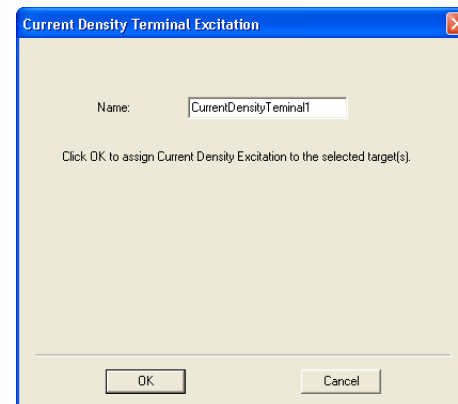 Current Density Terminal Excitation
Name: CurrentDensityTeminal1
Click OK to assign Current Density Excitation to the selected target(s).
OK Cancel